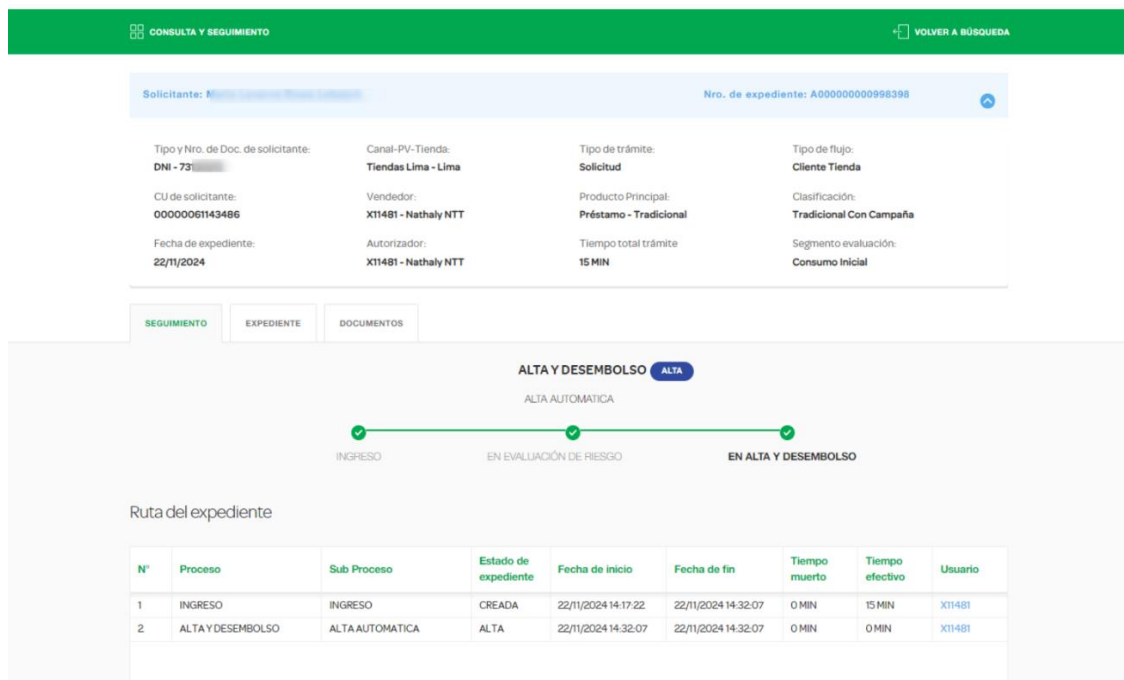 CONSULTA Y SEGUIMIENTO VOLVER A BÚSQUEDA
Solicitante: Nro. de expediente: A000000000998398
Tipo y Nro. de Doc. de solicitante: Canal-PV-Tienda: Tipo de trámite: Tipo de flujo:
DNI - 731 Tiendas Lima - Lima Solicitud Cliente Tienda
CU de solicitante: Vendedor: Producto Principal: Clasificación:
00000061143486 X11481 - Nathaly NTT Préstamo - Tradicional Tradicional Con Campaña
Fecha de expediente: Autorizador: Tiempo total trámite Segmento evaluación:
22/11/2024 X11481 - Nathaly NTT 15 MIN Consumo Inicial
SEGUIMIENTO EXPEDIENTE DOCUMENTOS
ALTA Y DESEMBOLSO ALTA
ALTA AUTOMATICA
INGRESO EN EVALUACIÓN DE RIESGO EN ALTA Y DESEMBOLSO
Ruta del expediente
N° Proceso Sub Proceso Estado de expediente Fecha de inicio Fecha de fin Tiempo muerto Tiempo efectivo Usuario
1 INGRESO INGRESO CREADA 22/11/2024 14:17:22 22/11/2024 14:32:07 0 MIN 15 MIN X11481
2 ALTA Y DESEMBOLSO ALTA AUTOMATICA ALTA 22/11/2024 14:32:07 22/11/2024 14:32:07 0 MIN 0 MIN X11481